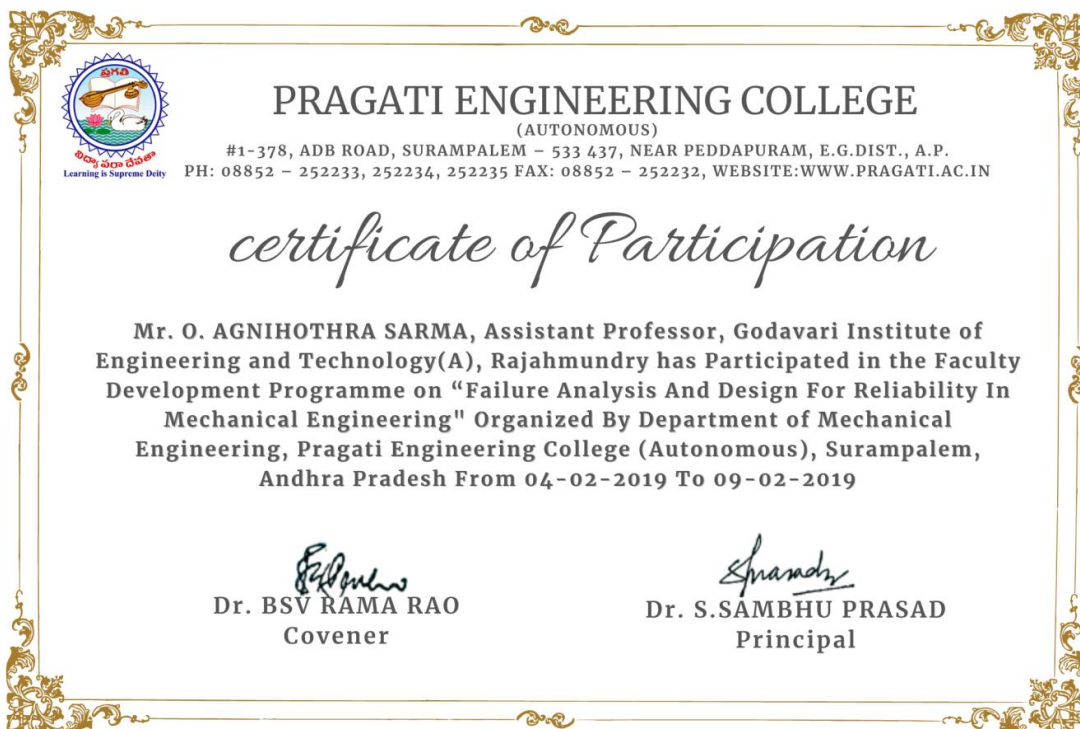 ప్రగతి
విద్యా పరా దేవతా
Learning is Supreme Deity
PRAGATI ENGINEERING COLLEGE
(AUTONOMOUS)
#1-378, ADB ROAD, SURAMPALEM – 533 437, NEAR PEDDAPURAM, E.G.DIST., A.P.
PH: 08852 – 252233, 252234, 252235 FAX: 08852 – 252232, WEBSITE:WWW.PRAGATI.AC.IN
certificate of Participation
Mr. O. AGNIHOTHRA SARMA, Assistant Professor, Godavari Institute of
Engineering and Technology(A), Rajahmundry has Participated in the Faculty
Development Programme on “Failure Analysis And Design For Reliability In
Mechanical Engineering" Organized By Department of Mechanical
Engineering, Pragati Engineering College (Autonomous), Surampalem,
Andhra Pradesh From 04-02-2019 To 09-02-2019
Dr. BSV RAMA RAO
Covener
Dr. S.SAMBHU PRASAD
Principal